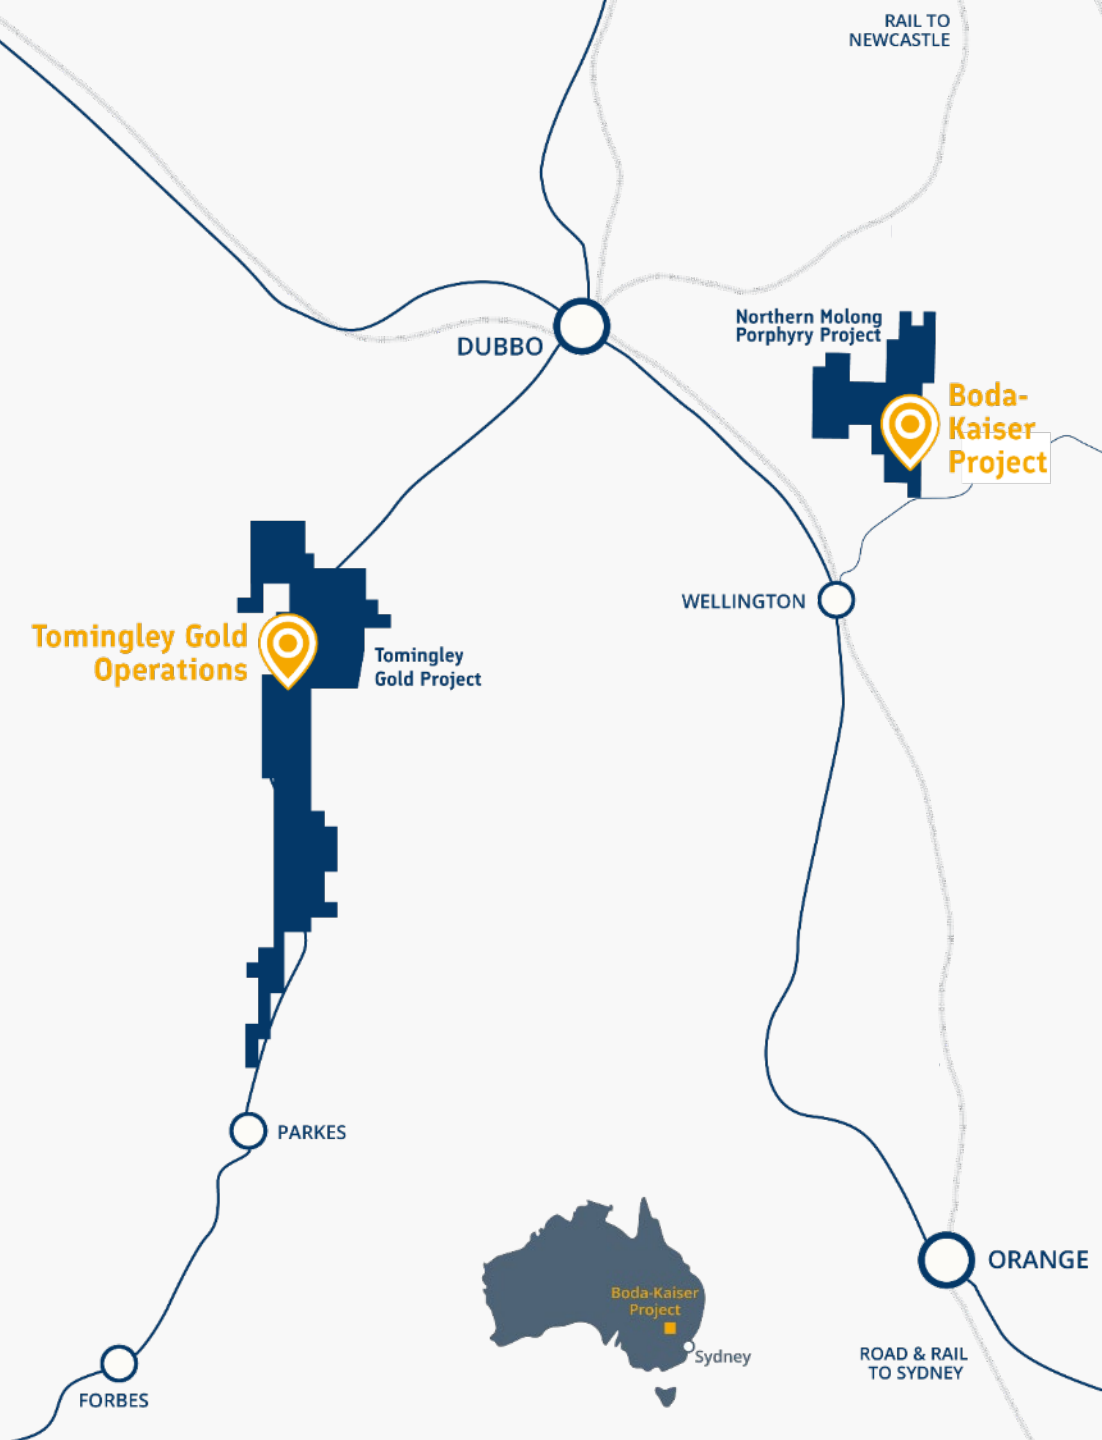 RAIL TO
NEWCASTLE
Northern Molong
Porphyry Project
DUBBO
Boda-
Kaiser
Project
WELLINGTON
Tomingley Gold
Operations
Tomingley
Gold Project
PARKES
ORANGE
Boda-Kaiser
Project
Sydney
ROAD & RAIL
TO SYDNEY
FORBES